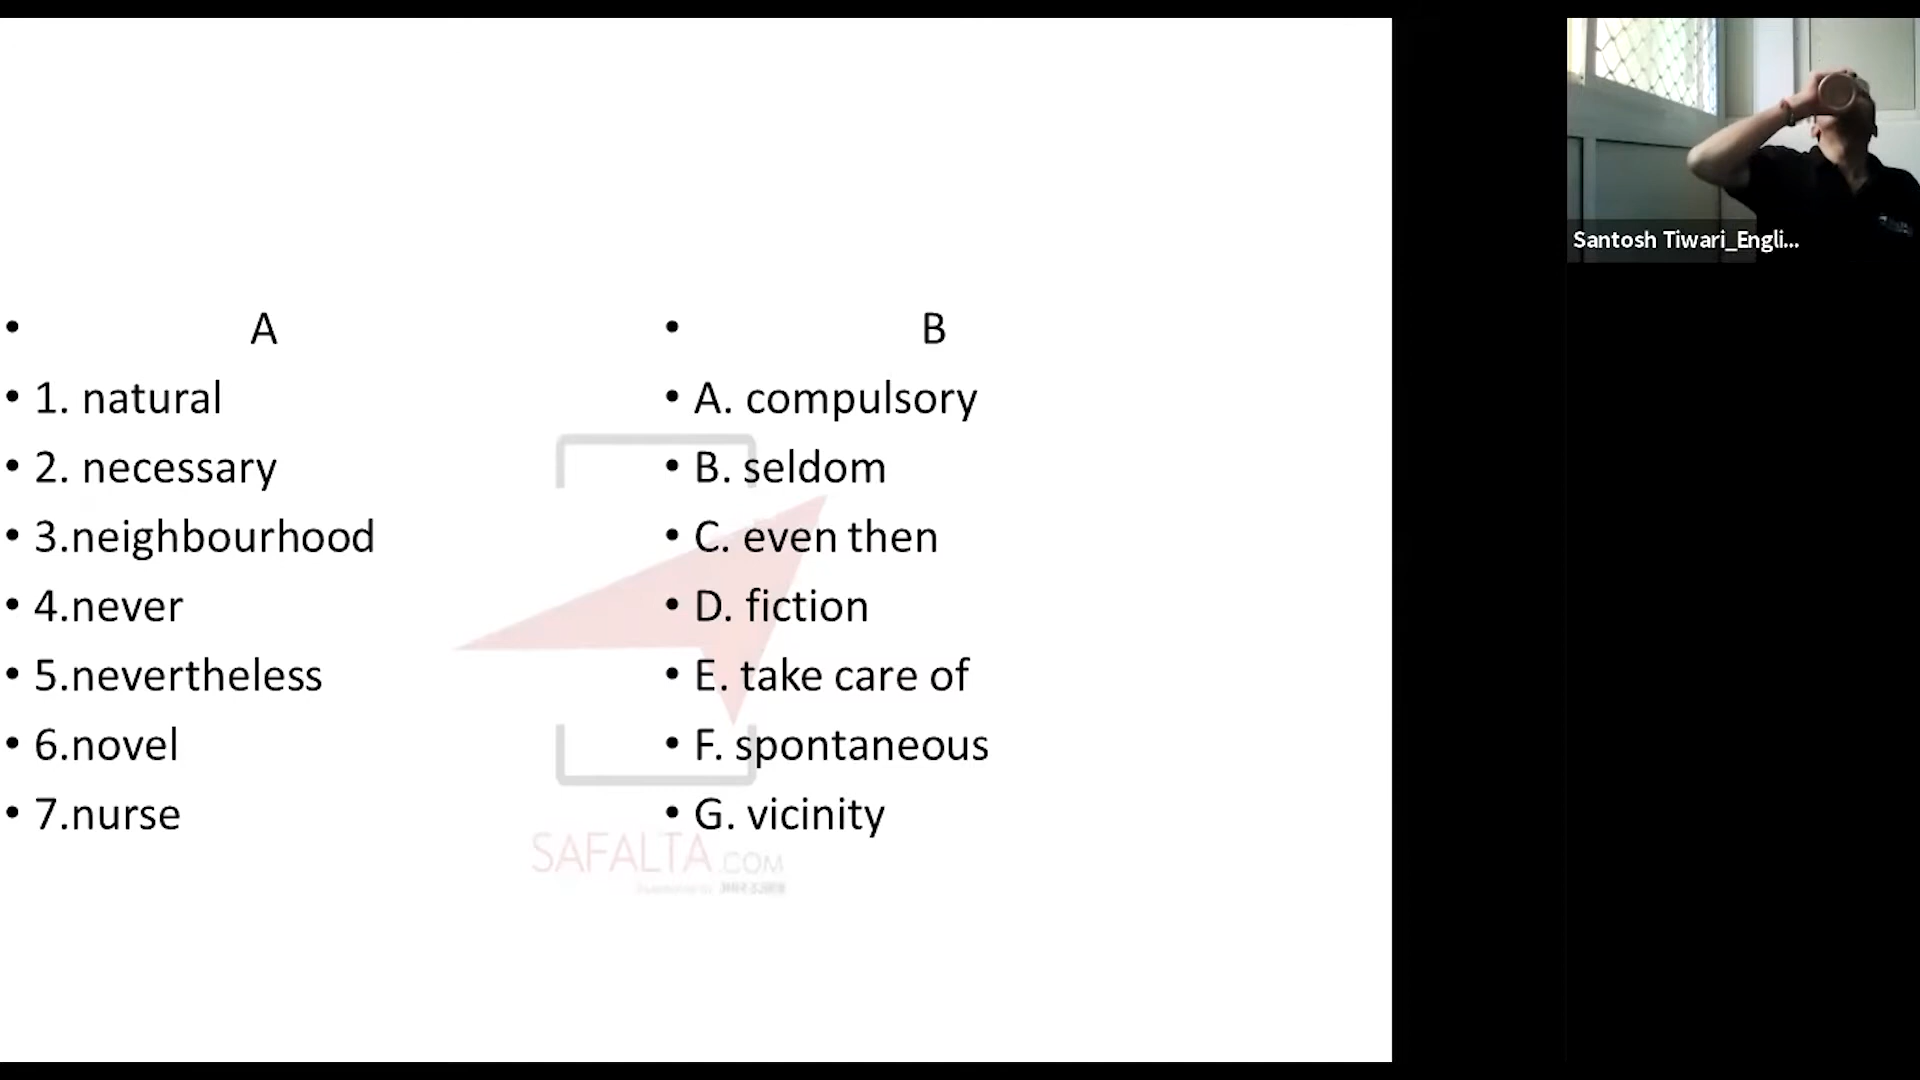 A
1. natural
2. necessary
3.neighbourhood
4.never
5.nevertheless
6.novel
7.nurse
B
A. compulsory
B. seldom
C. even then
D. fiction
E. take care of
F. spontaneous
G. vicinity
SAFALTA.COM
Santosh Tiwari_Engli...